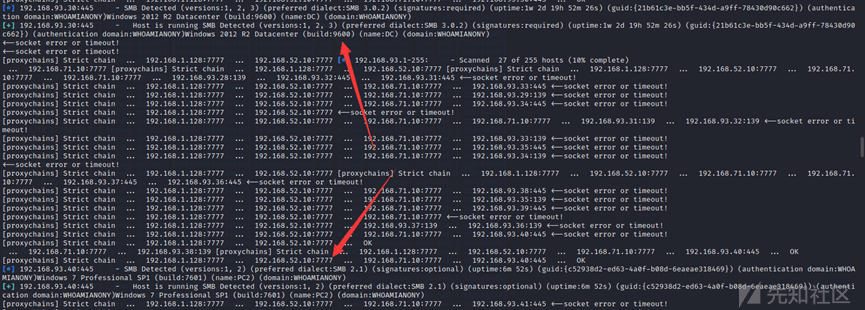 [*] 192.168.93.30:445     - SMB Detected (versions:1, 2, 3) (preferred dialect:SMB 3.0.2) (signatures:required) (uptime:1w 2d 19h 52m 26s) (guid:{21b61c3e-bb5f-434d-a9ff-78430d90c662}) (authentication
domain:WHOAMIANONY)Windows 2012 R2 Datacenter (build:9600) (name:DC) (domain:WHOAMIANONY)
[+] 192.168.93.30:445     -   Host is running SMB Detected (versions:1, 2, 3) (preferred dialect:SMB 3.0.2) (signatures:required) (uptime:1w 2d 19h 52m 26s) (guid:{21b61c3e-bb5f-434d-a9ff-78430d90
c662}) (authentication domain:WHOAMIANONY)Windows 2012 R2 Datacenter (build:9600) (name:DC) (domain:WHOAMIANONY)
<--socket error or timeout!
<--socket error or timeout!
[proxychains] Strict chain  ...  192.168.1.128:7777  ...  192.168.52.10:7777 [*] 192.168.93.1-255:     - Scanned  27 of 255 hosts (10% complete)
 ...  192.168.71.10:7777 [proxychains] Strict chain  ...  192.168.1.128:7777  ...  192.168.52.10:7777 [proxychains] Strict chain  ...  192.168.1.128:7777  ...  192.168.52.10:7777  ...  192.168.71.
10:7777  ...  192.168.93.28:139  ...  192.168.93.32:445  ...  192.168.93.31:445 <--socket error or timeout!
[proxychains] Strict chain  ...  192.168.1.128:7777  ...  192.168.52.10:7777  ...  192.168.71.10:7777  ...  192.168.93.33:445 <--socket error or timeout!
[proxychains] Strict chain  ...  192.168.1.128:7777  ...  192.168.52.10:7777  ...  192.168.71.10:7777  ...  192.168.93.29:139 <--socket error or timeout!
[proxychains] Strict chain  ...  192.168.1.128:7777  ...  192.168.52.10:7777  ...  192.168.71.10:7777  ...  192.168.93.34:445 <--socket error or timeout!
[proxychains] Strict chain  ...  192.168.1.128:7777  ...  192.168.52.10:7777 <--socket error or timeout!
[proxychains] Strict chain  ...  192.168.1.128:7777  ...  192.168.52.10:7777  ...  192.168.71.10:7777  ...  192.168.93.31:139  ...  192.168.93.32:139 <--socket error or ti
meout!
[proxychains] Strict chain  ...  192.168.1.128:7777  ...  192.168.52.10:7777  ...  192.168.71.10:7777  ...  192.168.93.33:139 <--socket error or timeout!
[proxychains] Strict chain  ...  192.168.1.128:7777  ...  192.168.52.10:7777  ...  192.168.71.10:7777  ...  192.168.93.35:445 <--socket error or timeout!
[proxychains] Strict chain  ...  192.168.1.128:7777  ...  192.168.52.10:7777  ...  192.168.71.10:7777  ...  192.168.93.34:139 <--socket error or timeout!
<--socket error or timeout!
[proxychains] Strict chain  ...  192.168.1.128:7777  ...  192.168.52.10:7777 [proxychains] Strict chain  ...  192.168.1.128:7777  ...  192.168.52.10:7777  ...  192.168.71.10:7777  ...  192.168.71.
10:7777  ...  192.168.93.37:445  ...  192.168.93.36:445 <--socket error or timeout!
[proxychains] Strict chain  ...  192.168.1.128:7777  ...  192.168.52.10:7777  ...  192.168.71.10:7777  ...  192.168.93.38:445 <--socket error or timeout!
[proxychains] Strict chain  ...  192.168.1.128:7777  ...  192.168.52.10:7777  ...  192.168.71.10:7777  ...  192.168.93.35:139 <--socket error or timeout!
[proxychains] Strict chain  ...  192.168.1.128:7777  ...  192.168.52.10:7777  ...  192.168.71.10:7777  ...  192.168.93.39:445 <--socket error or timeout!
[proxychains] Strict chain  ...  192.168.1.128:7777  ...  192.168.52.10:7777  ...  192.168.71.10:7777 <--socket error or timeout!
[proxychains] Strict chain  ...  192.168.1.128:7777  ...  192.168.52.10:7777  ...  192.168.71.10:7777  ...  192.168.93.37:139  ...  192.168.93.36:139 <--socket error or timeout!
[proxychains] Strict chain  ...  192.168.1.128:7777  ...  192.168.52.10:7777  ...  192.168.71.10:7777  ...  192.168.93.40:445 <--socket error or timeout!
[proxychains] Strict chain  ...  192.168.1.128:7777  ...  192.168.52.10:7777  ...  OK
 ...  192.168.71.10:7777  ...  192.168.93.38:139 [proxychains] Strict chain  ...  192.168.1.128:7777  ...  192.168.52.10:7777  ...  192.168.71.10:7777  ...  192.168.93.40:445  ...  OK
[proxychains] Strict chain  ...  192.168.1.128:7777  ...  192.168.52.10:7777  ...  192.168.71.10:7777  ...  192.168.93.40:445  ...  OK
[*] 192.168.93.40:445     - SMB Detected (versions:1, 2) (preferred dialect:SMB 2.1) (signatures:optional) (uptime:6m 52s) (guid:{c52938d2-ed63-4a0f-b08d-6eaeae318469}) (authentication domain:WHOA
MIANONY)Windows 7 Professional SP1 (build:7601) (name:PC2) (domain:WHOAMIANONY)
[+] 192.168.93.40:445     -   Host is running SMB Detected (versions:1, 2) (preferred dialect:SMB 2.1) (signatures:optional) (uptime:6m 52s) (guid:{c52938d2-ed63-4a0f-b08d-6eaeae318469}) (authenti
cation domain:WHOAMIANONY)Windows 7 Professional SP1 (build:7601) (name:PC2) (domain:WHOAMIANONY)
[proxychains] Strict chain  ...  192.168.1.128:7777  ...  192.168.52.10:7777  ...  192.168.71.10:7777  ...  192.168.93.41:445 <--socket error or timeout!
先知社区